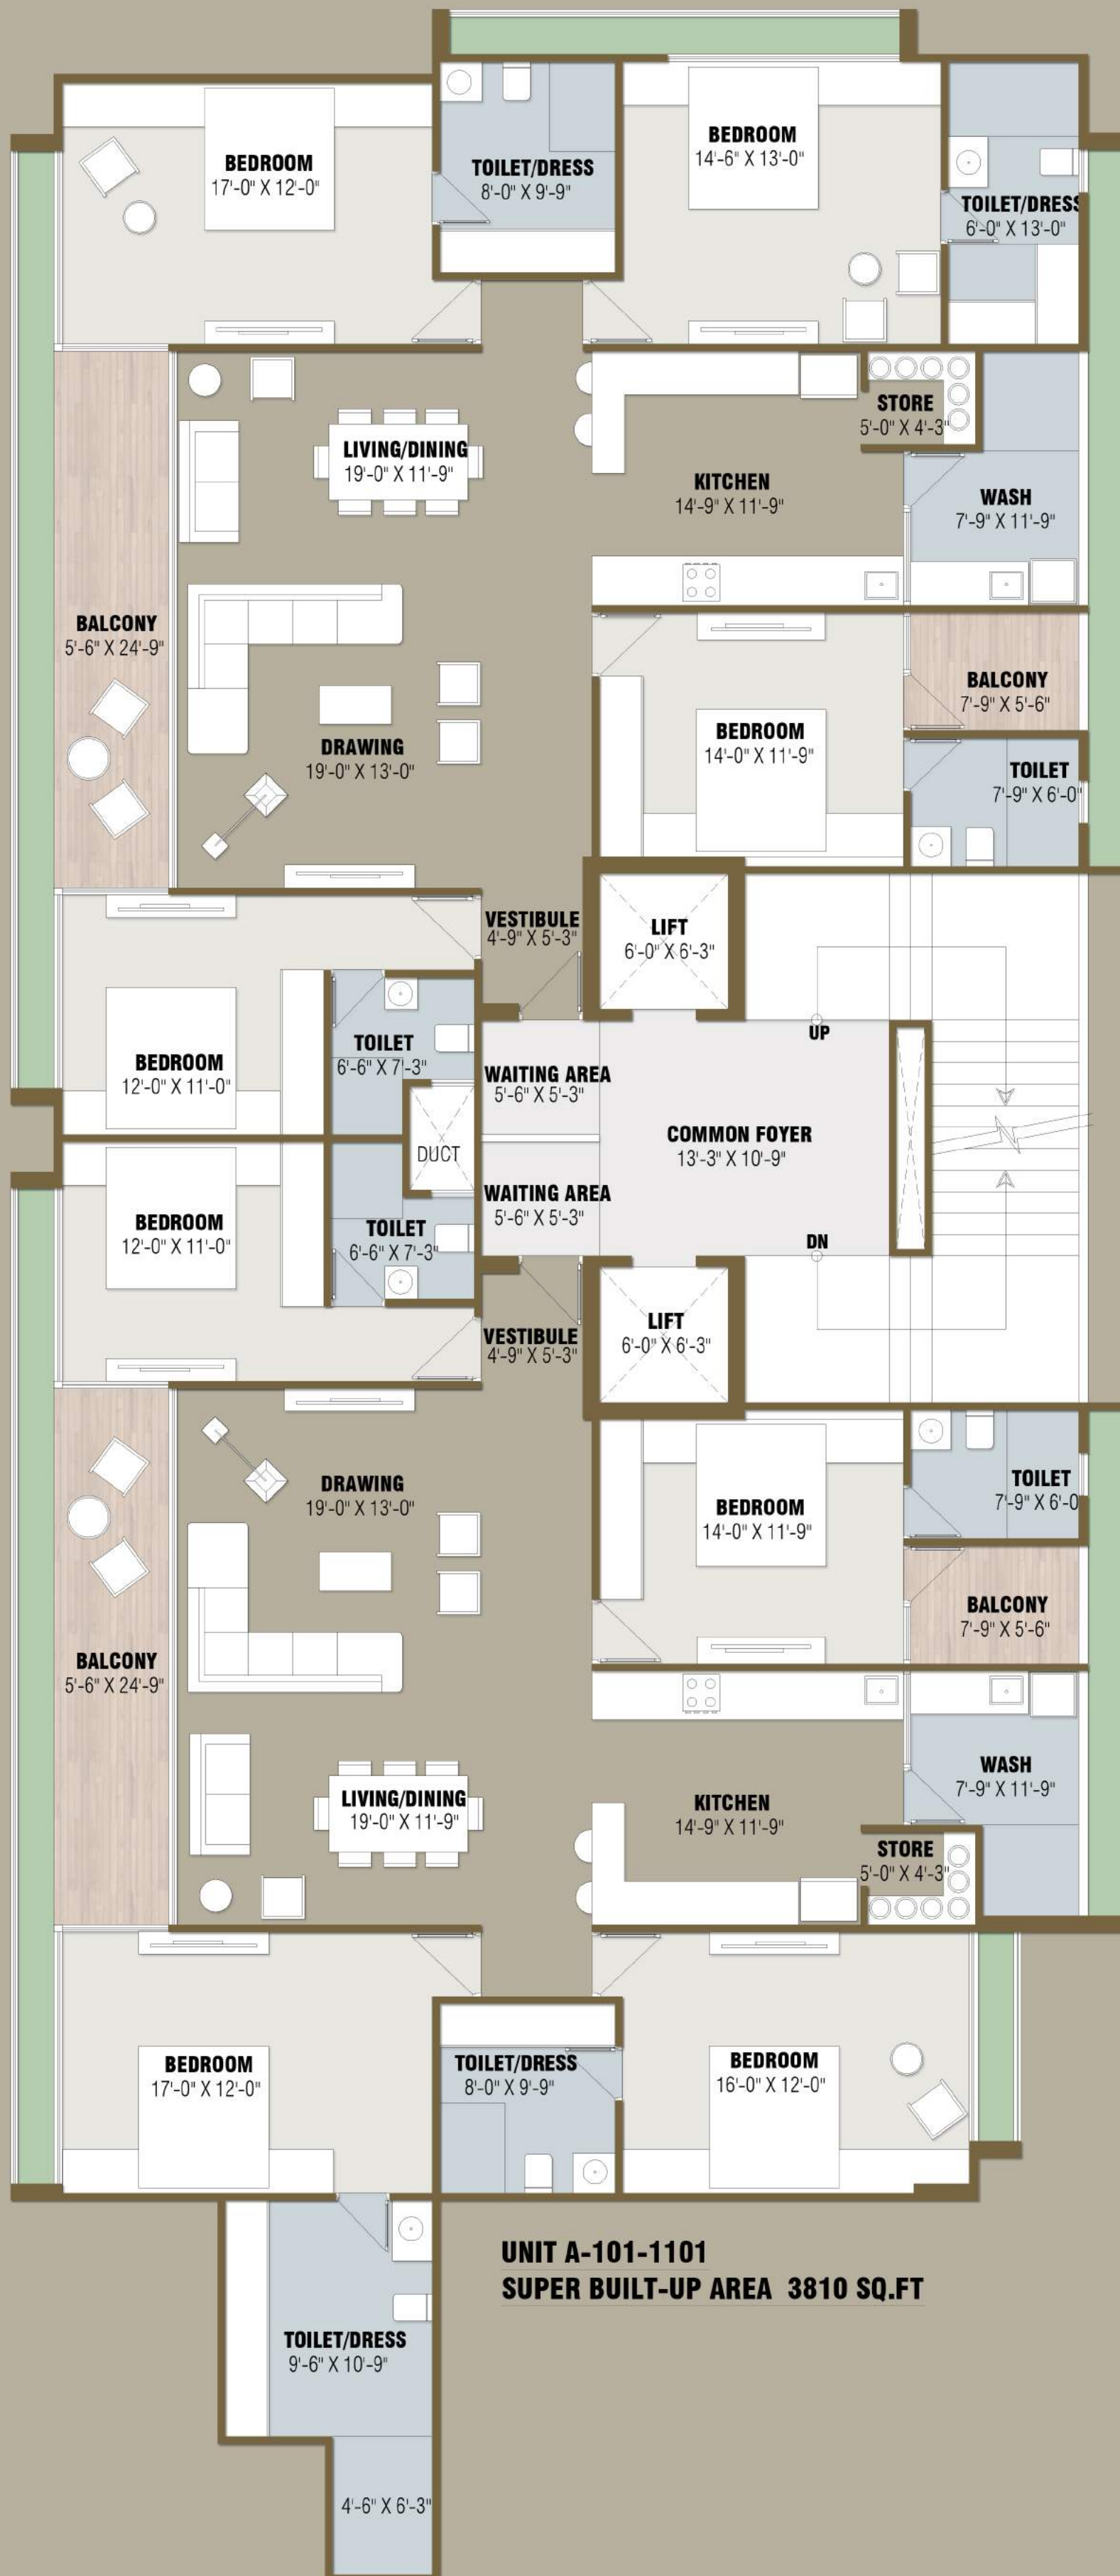 BEDROOM
17'-0" X 12'-0"
TOILET/DRESS
8'-0" X 9'-9"
BEDROOM
14'-6" X 13'-0"
TOILET/DRESS
6'-0" X 13'-0"
LIVING/DINING
19'-0" X 11'-9"
KITCHEN
14'-9" X 11'-9"
STORE
5'-0" X 4'-3"
WASH
7'-9" X 11'-9"
BALCONY
5'-6" X 24'-9"
DRAWING
19'-0" X 13'-0"
BEDROOM
14'-0" X 11'-9"
BALCONY
7'-9" X 5'-6"
TOILET
7'-9" X 6'-0"
VESTIBULE
4'-9" X 5'-3"
LIFT
6'-0" X 6'-3"
BEDROOM
12'-0" X 11'-0"
TOILET
6'-6" X 7'-3"
WAITING AREA
5'-6" X 5'-3"
UP
COMMON FOYER
13'-3" X 10'-9"
DUCT
WAITING AREA
5'-6" X 5'-3"
BEDROOM
12'-0" X 11'-0"
TOILET
6'-6" X 7'-3"
DN
VESTIBULE
4'-9" X 5'-3"
LIFT
6'-0" X 6'-3"
DRAWING
19'-0" X 13'-0"
BEDROOM
14'-0" X 11'-9"
TOILET
7'-9" X 6'-0
BALCONY
7'-9" X 5'-6"
BALCONY
5'-6" X 24'-9"
LIVING/DINING
19'-0" X 11'-9"
KITCHEN
14'-9" X 11'-9"
WASH
7'-9" X 11'-9"
STORE
5'-0" X 4'-3"
BEDROOM
17'-0" X 12'-0"
TOILET/DRESS
8'-0" X 9'-9"
BEDROOM
16'-0" X 12'-0"
UNIT A-101-1101
SUPER BUILT-UP AREA 3810 SQ.FT
TOILET/DRESS
9'-6" X 10'-9"
4'-6" X 6'-3"